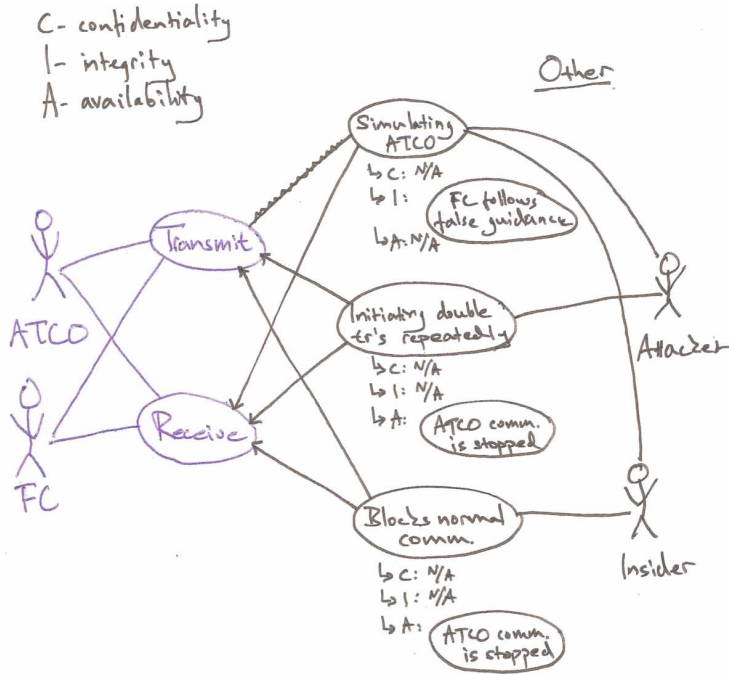 C- confidentiality
I- integrity
A- availability
Other
Simulating
ATCO
↳ C: N/A
↳ I:
FC follows
false guidance
↳ A: N/A
Transmit
ATCO
Initiating double
tr's repeatedly
Attacker
↳ C: N/A
↳ I: N/A
↳ A:
ATCO comm.
is stopped
Receive
FC
Blocks normal
comm.
Insider
↳ C: N/A
↳ I: N/A
↳ A:
ATCO comm.
is stopped